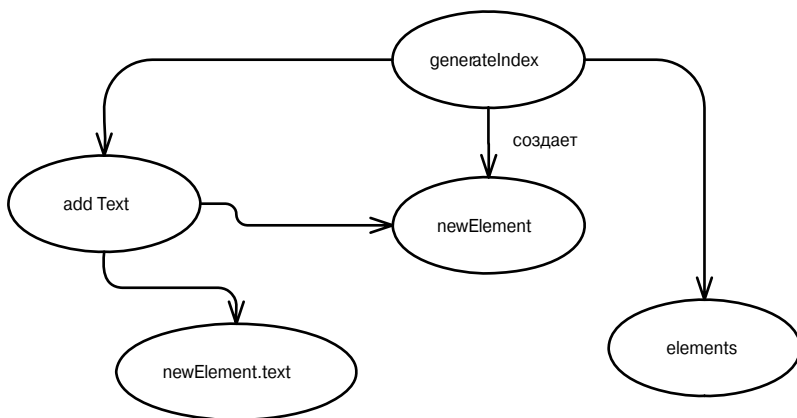 generateIndex
создает
add Text
newElement
newElement.text
elements